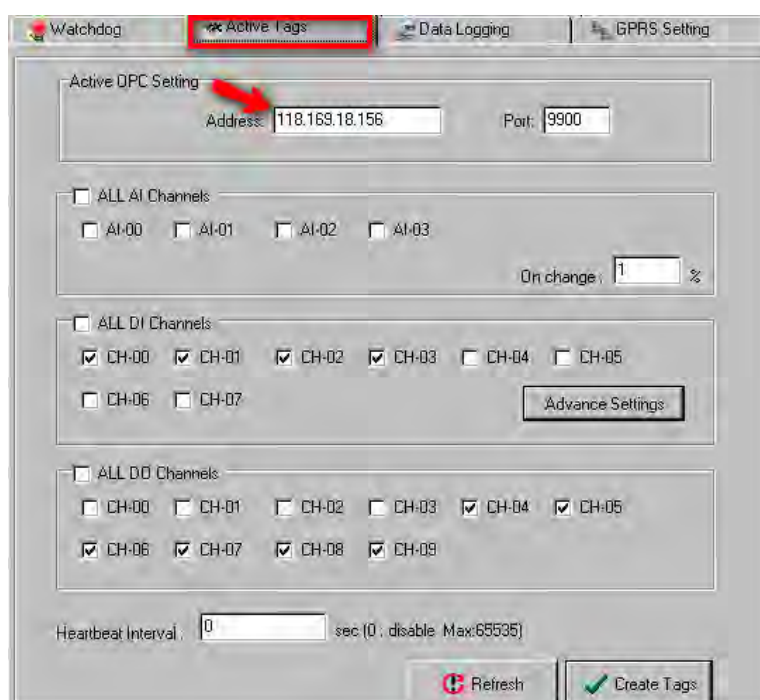 Watchdog Active Tags Data Logging GPRS Setting
Active OPC Setting
Address: 118.169.18.156 Port: 9900
ALL AI Channels
AI-00 AI-01 AI-02 AI-03
On change : 1 %
ALL DI Channels
CH-00 CH-01 CH-02 CH-03 CH-04 CH-05
CH-06 CH-07 Advance Settings
ALL DO Channels
CH-00 CH-01 CH-02 CH-03 CH-04 CH-05
CH-06 CH-07 CH-08 CH-09
Heartbeat Interval : 0 sec (0 : disable Max:65535)
Refresh Create Tags